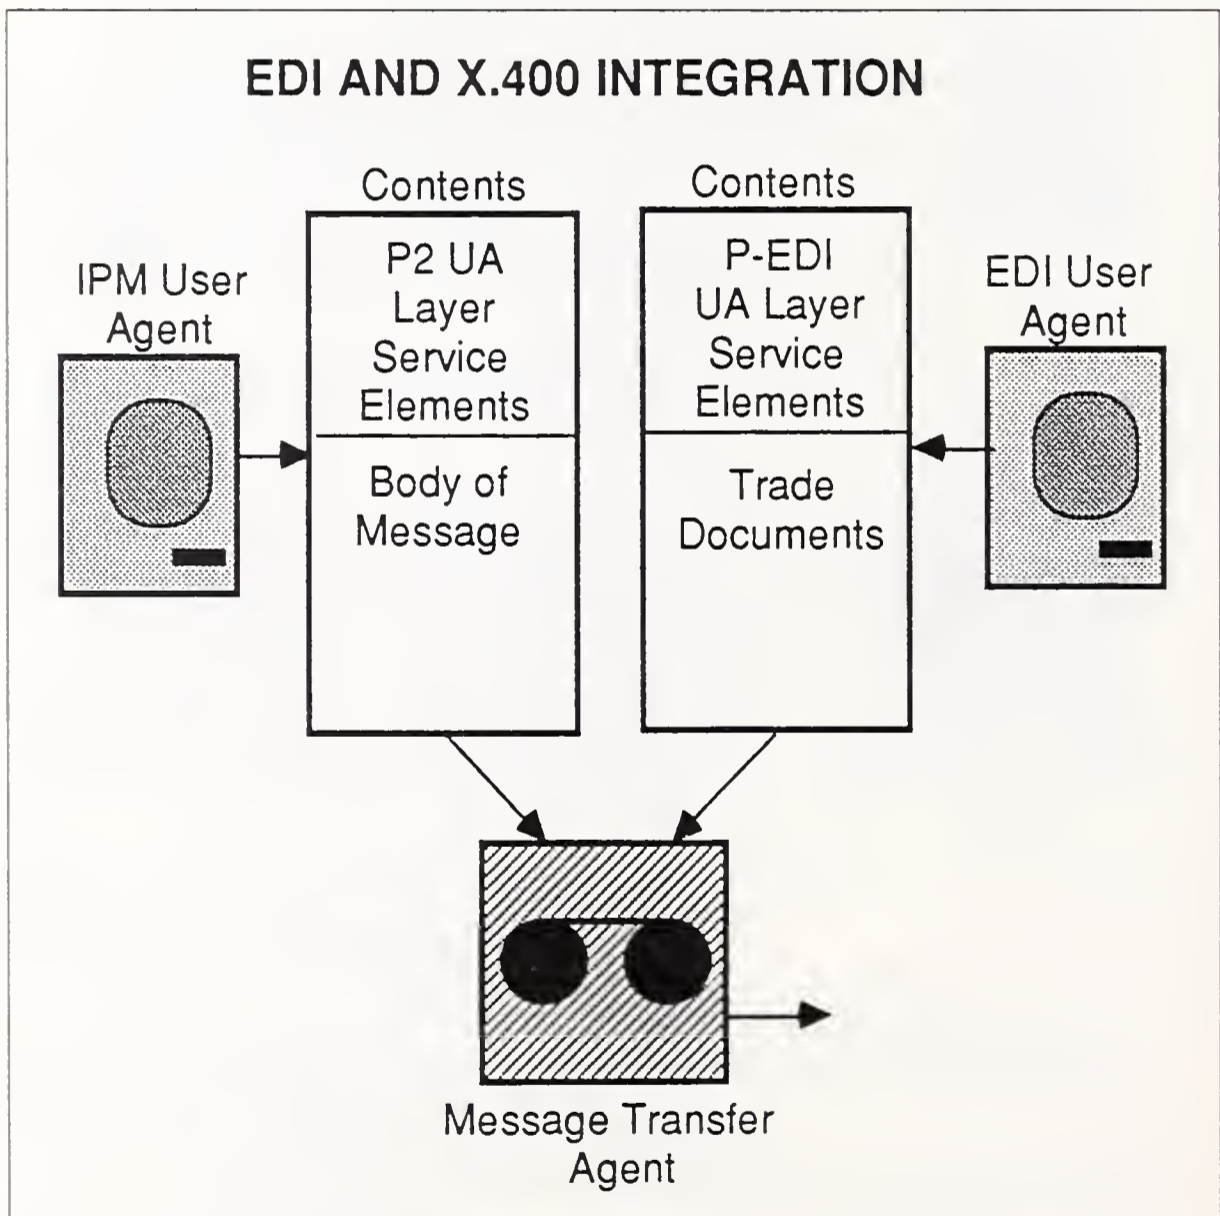 EDI AND X.400 INTEGRATION
Contents
P2 UA
Layer
Service
Elements
Body of
Message
Contents
P-EDI
UA Layer
Service
Elements
Trade
Documents
IPM User
Agent
EDI User
Agent
Message Transfer
Agent